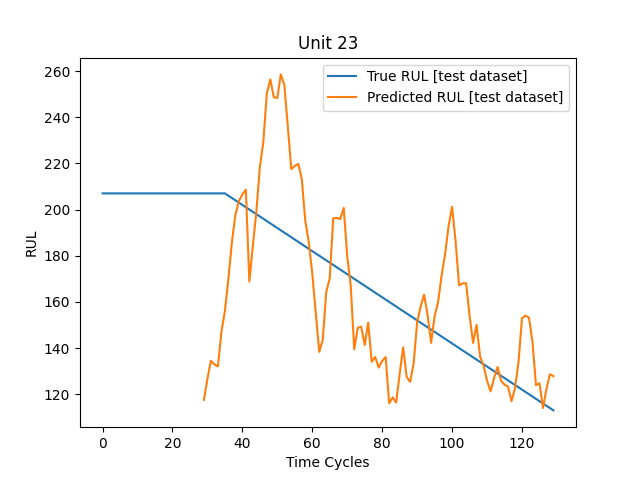 Unit 23
True RUL [test dataset]
Predicted RUL [test dataset]
260
240
220
200
180
160
140
120
RUL
0 20 40 60 80 100 120
Time Cycles